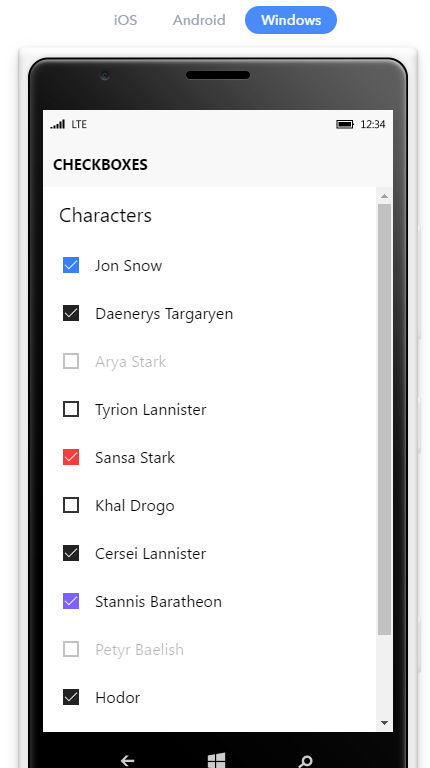 iOS Android Windows
LTE 12:34
CHECKBOXES
Characters
Jon Snow
Daenerys Targaryen
Arya Stark
Tyrion Lannister
Sansa Stark
Khal Drogo
Cersei Lannister
Stannis Baratheon
Petyr Baelish
Hodor